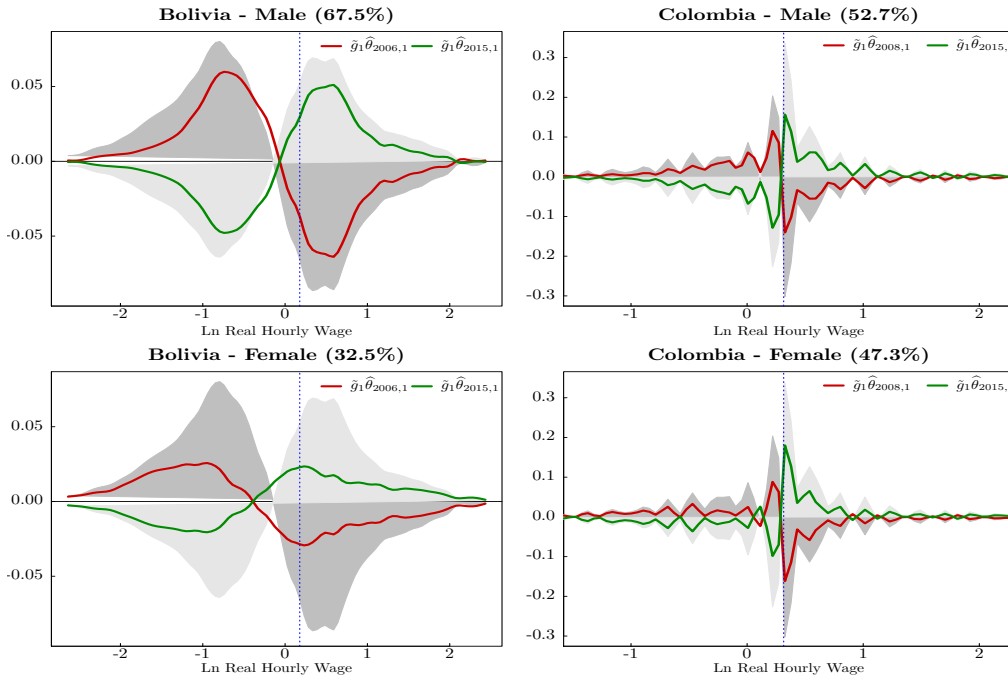 Bolivia - Male (67.5%)
g̃₁θ̂₂₀₀₆,₁ g̃₁θ̂₂₀₁₅,₁
0.05
0.00
-0.05
-2 -1 0 1 2
Ln Real Hourly Wage
Colombia - Male (52.7%)
g̃₁θ̂₂₀₀₈,₁ g̃₁θ̂₂₀₁₅,
0.3
0.2
0.1
0.0
-0.1
-0.2
-0.3
-1 0 1
Ln Real Hourly Wage
Bolivia - Female (32.5%)
g̃₁θ̂₂₀₀₆,₁ g̃₁θ̂₂₀₁₅,₁
0.05
0.00
-0.05
-2 -1 0 1 2
Ln Real Hourly Wage
Colombia - Female (47.3%)
g̃₁θ̂₂₀₀₈,₁ g̃₁θ̂₂₀₁₅,
0.3
0.2
0.1
0.0
-0.1
-0.2
-0.3
-1 0 1
Ln Real Hourly Wage